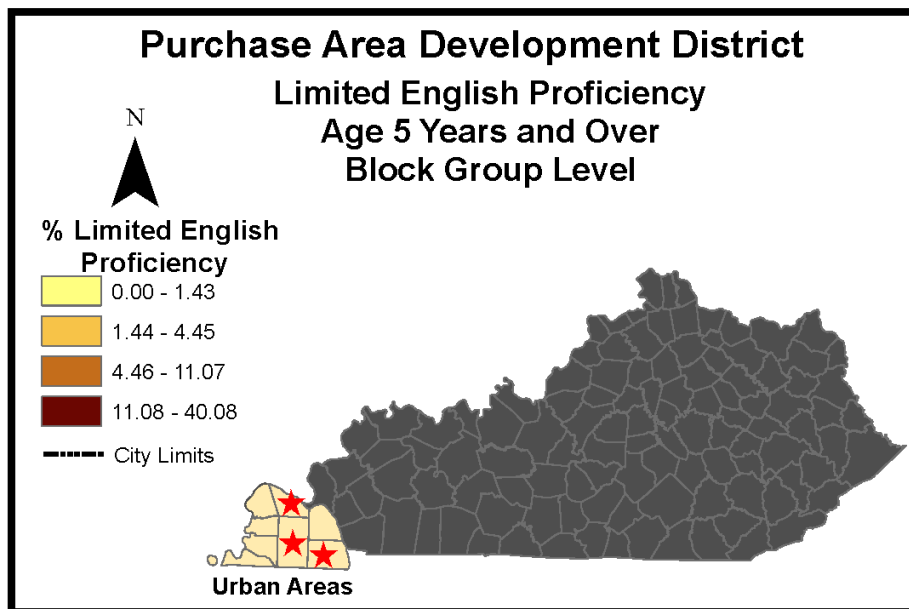 Purchase Area Development District
Limited English Proficiency
Age 5 Years and Over
Block Group Level
N
% Limited English
Proficiency
0.00 - 1.43
1.44 - 4.45
4.46 - 11.07
11.08 - 40.08
City Limits
Urban Areas